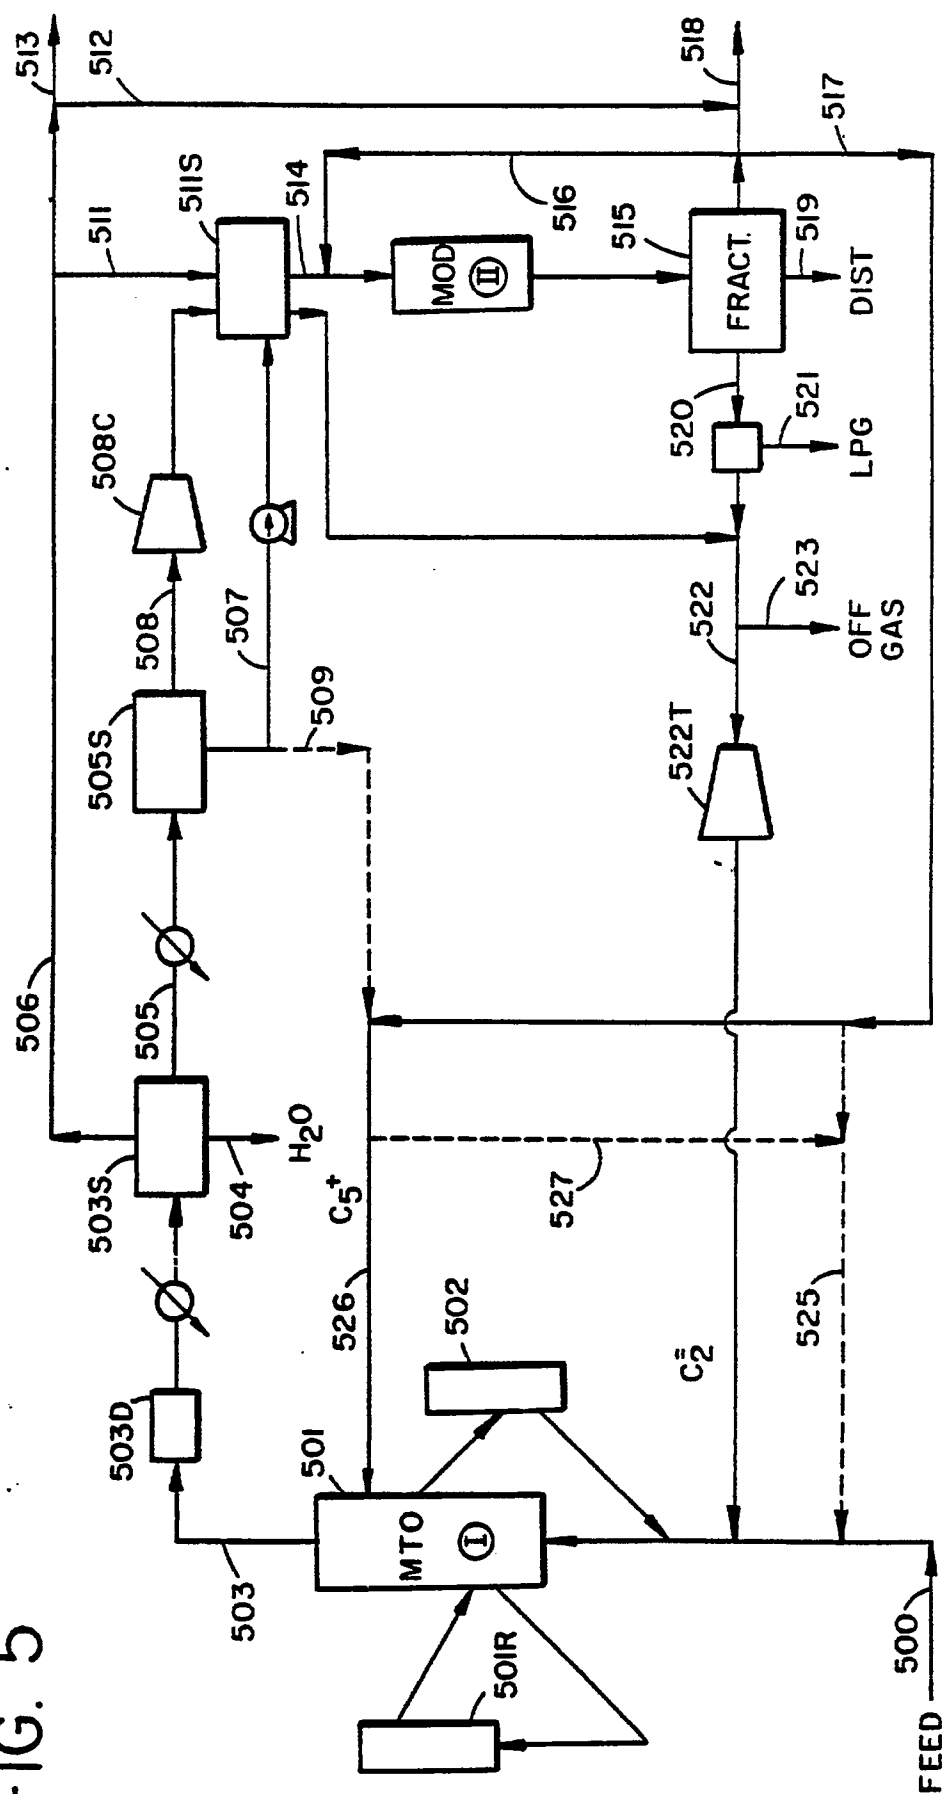 FIG. 5
513
512
506
511
508C
511S
505S
508
505
503S
503D
507
514
504
H2O
509
MOD
II
516
517
518
515
FRACT.
519
DIST
520
521
LPG
522
523
OFF
GAS
522T
C5+
526
527
525
C2=
502
501
MTO
I
503
501R
500
FEED